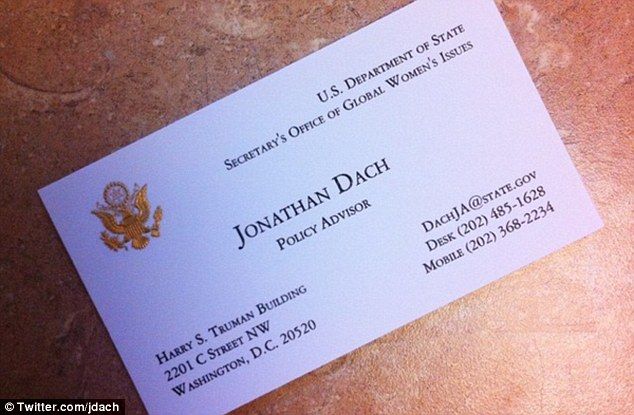 U.S. Department of State
Secretary's Office of Global Women's Issues
Jonathan Dach
Policy Advisor
DachJA@state.gov
Desk (202) 485-1628
Mobile (202) 368-2234
Harry S. Truman Building
2201 C Street NW
Washington, D.C. 20520
© Twitter.com/jdach